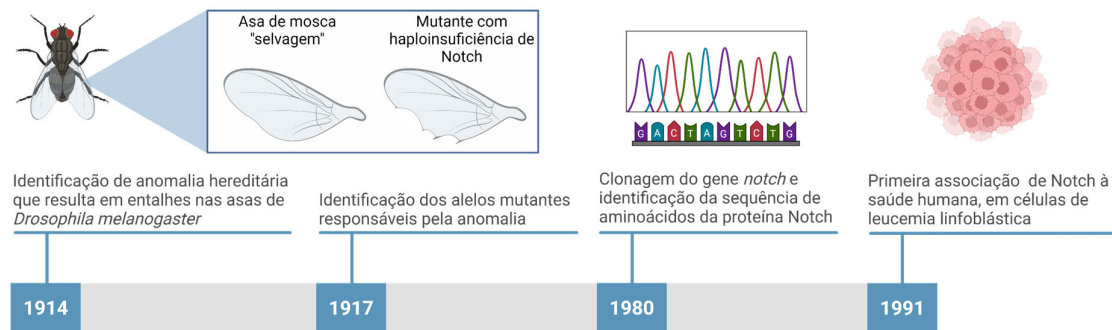 Asa de mosca
"selvagem"
Mutante com
haploinsuficiência de
Notch
G A C T A G T C T G
Identificação de anomalia hereditária
que resulta em entalhes nas asas de
Drosophila melanogaster
Identificação dos alelos mutantes
responsáveis pela anomalia
Clonagem do gene notch e
identificação da sequência de
aminoácidos da proteína Notch
Primeira associação de Notch à
saúde humana, em células de
leucemia linfoblástica
1914
1917
1980
1991